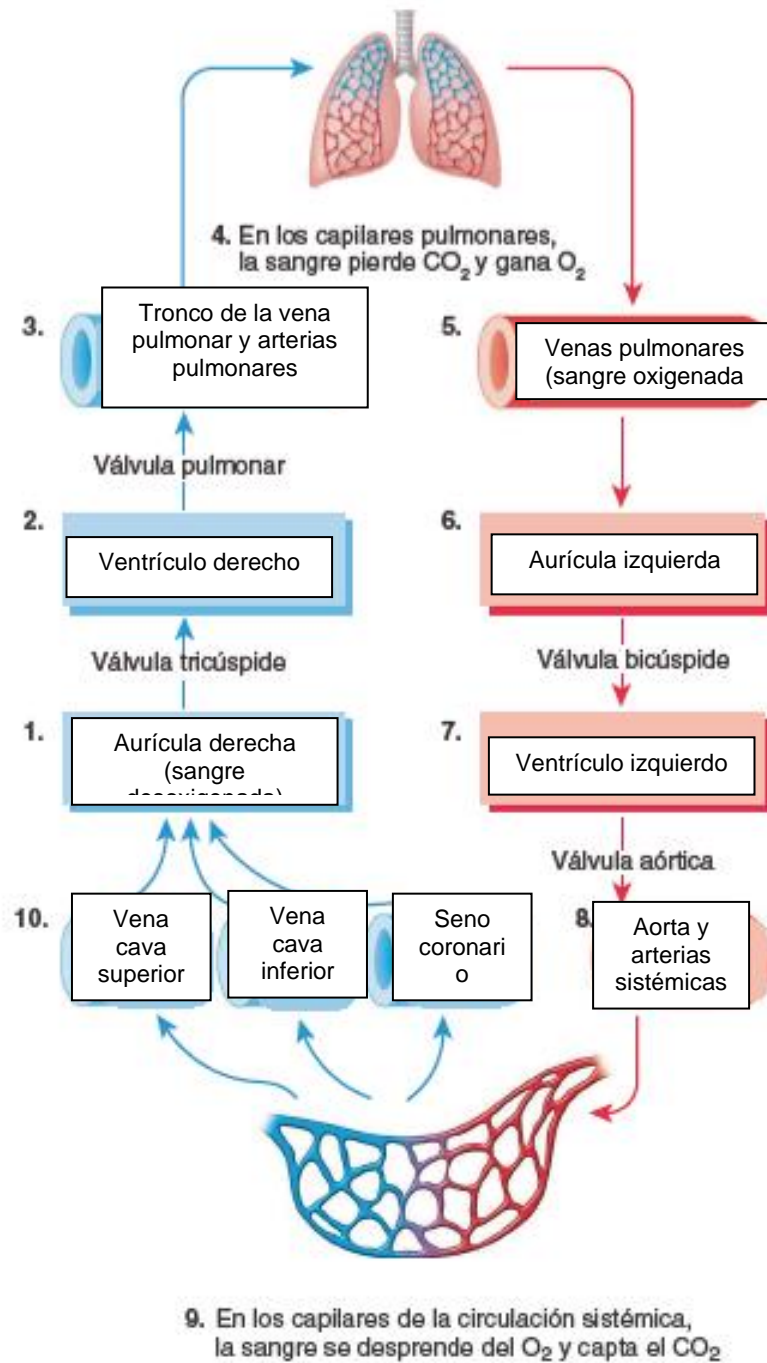 4. En los capilares pulmonares,
la sangre pierde CO₂ y gana O₂
3.
Tronco de la vena
pulmonar y arterias
pulmonares
5.
Venas pulmonares
(sangre oxigenada
Válvula pulmonar
2.
Ventrículo derecho
6.
Aurícula izquierda
Válvula tricúspide
Válvula bicúspide
1.
Aurícula derecha
(sangre
desoxigenada)
7.
Ventrículo izquierdo
Válvula aórtica
10.
Vena
cava
superior
Vena
cava
inferior
Seno
coronari
o
8.
Aorta y
arterias
sistémicas
9. En los capilares de la circulación sistémica,
la sangre se desprende del O₂ y capta el CO₂